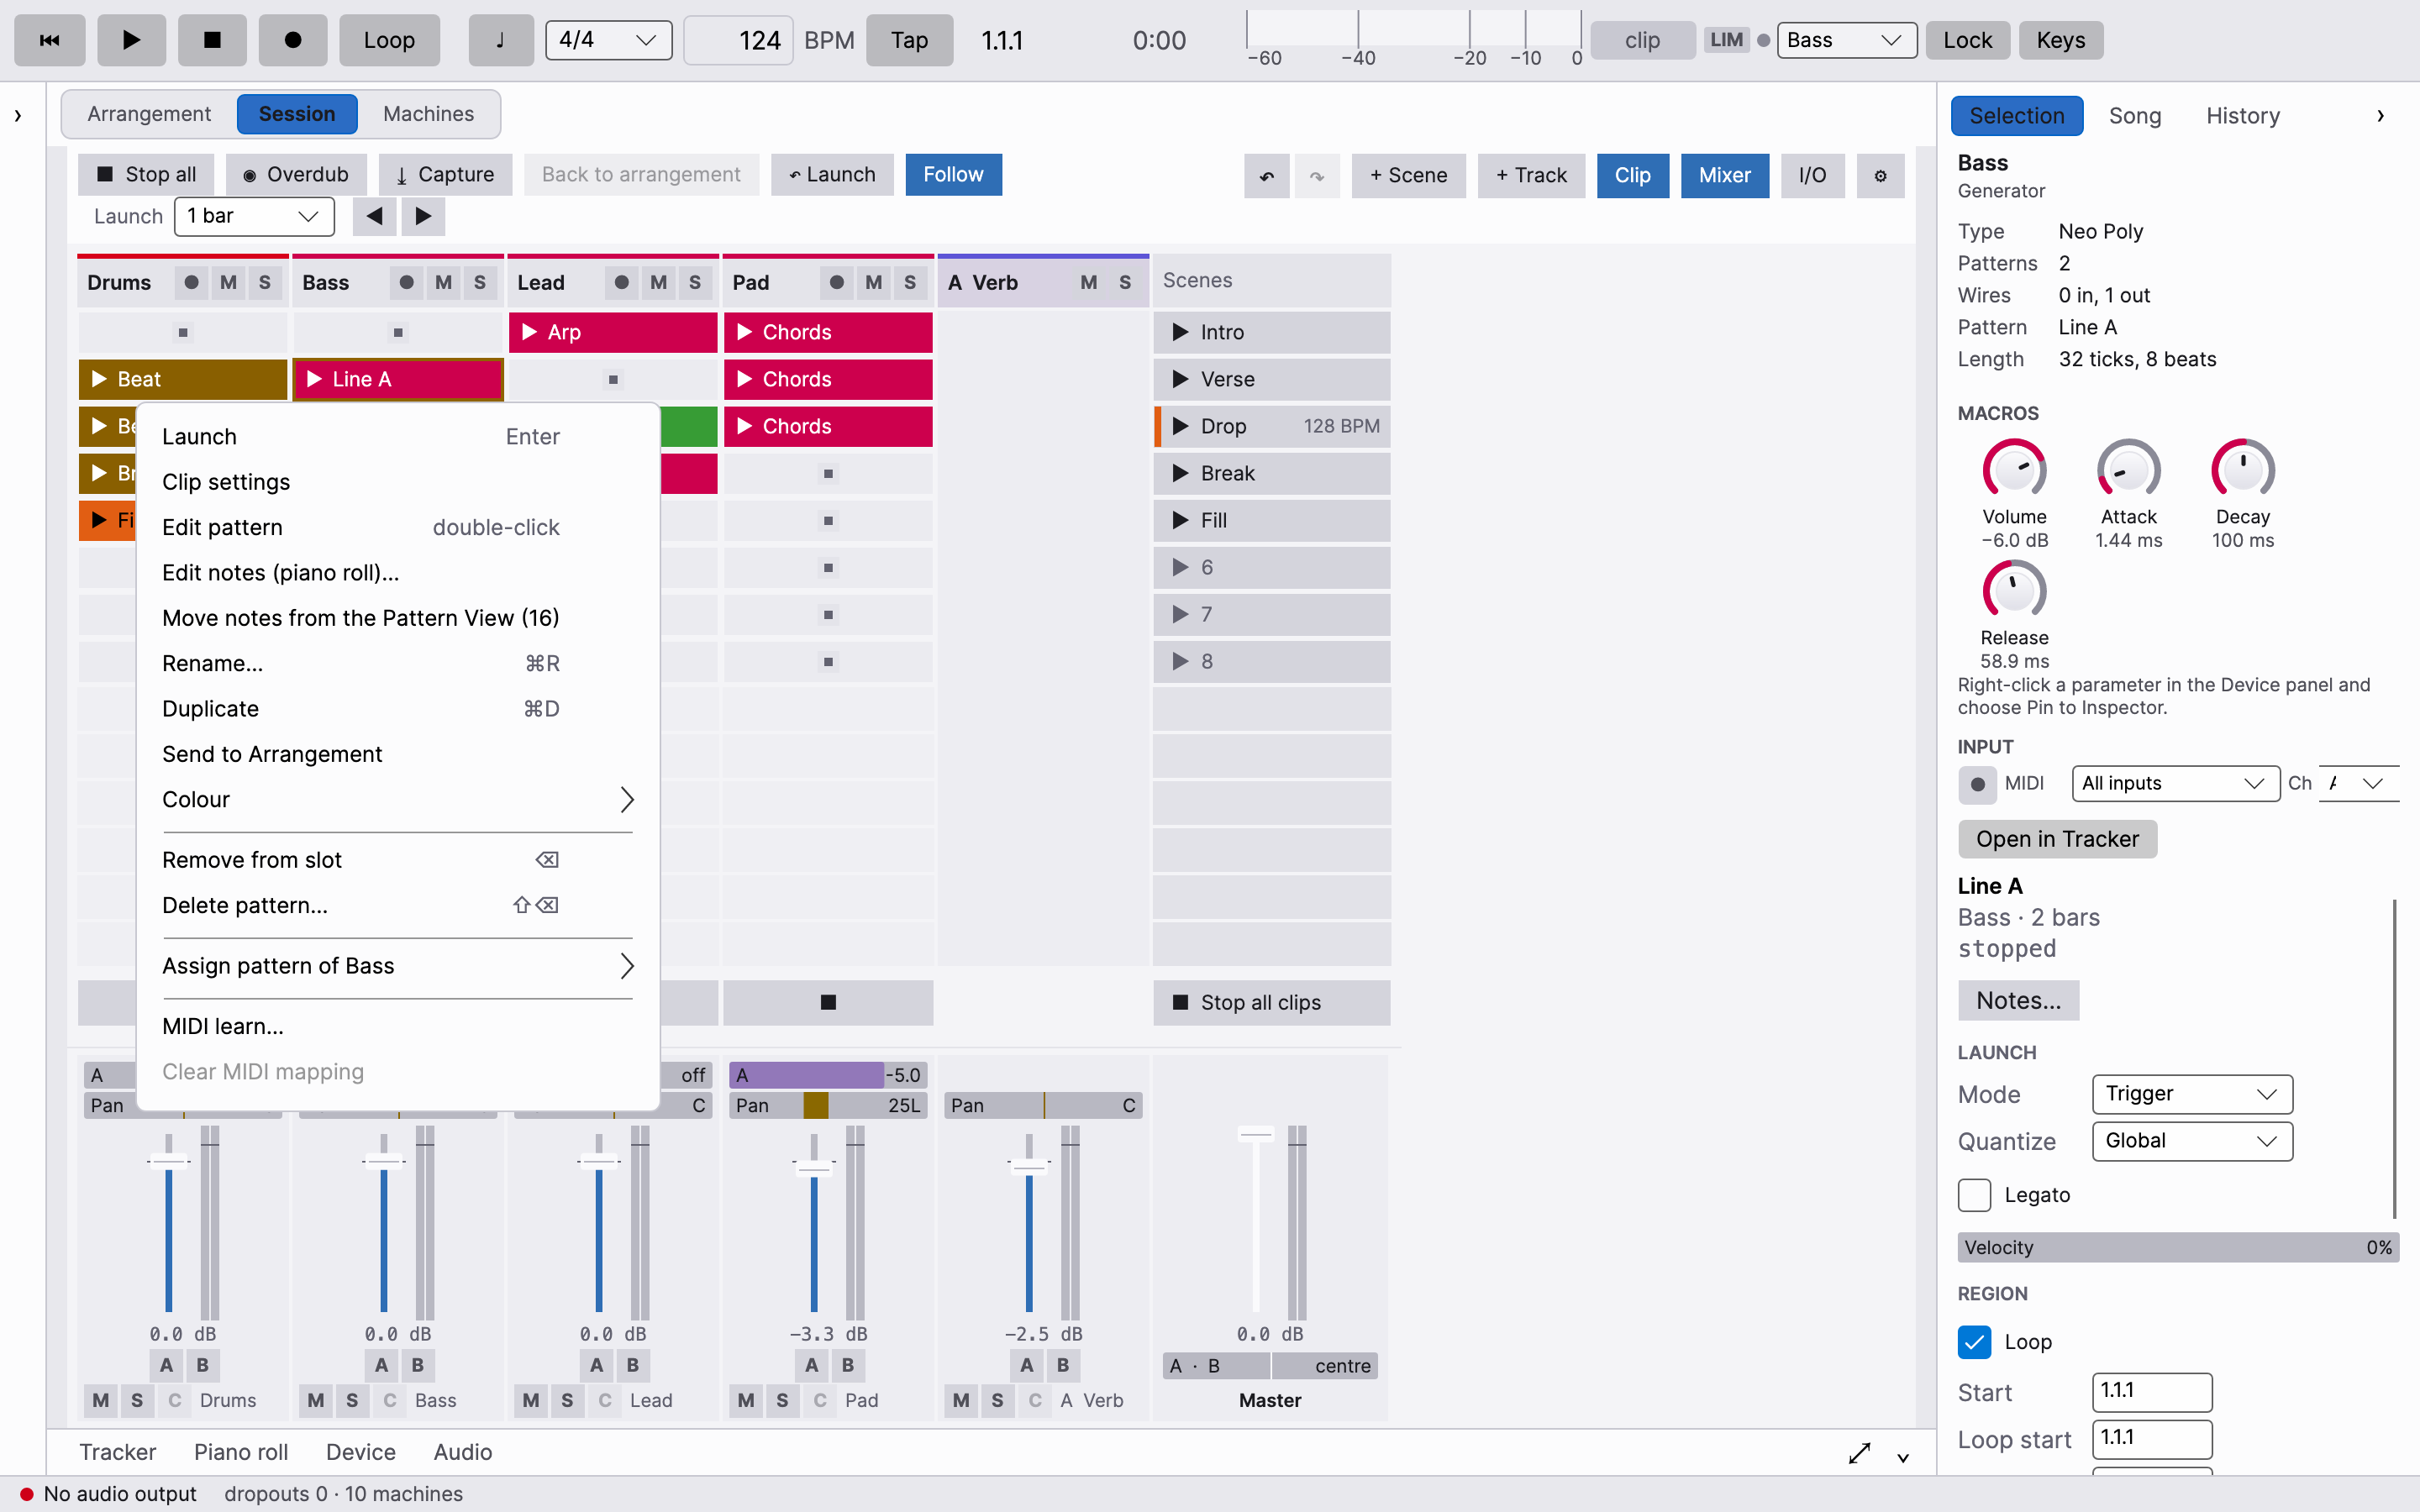 Loop
4/4
124 BPM
Tap
1.1.1
0:00
−60 −40 −20 −10 0
clip
LIM
Bass
Lock
Keys
Arrangement
Session
Machines
Stop all
Overdub
Capture
Back to arrangement
Launch
Follow
+ Scene
+ Track
Clip
Mixer
I/O
Launch 1 bar
Drums M S
Bass M S
Lead M S
Pad M S
A Verb M S
Scenes
Arp
Chords
Intro
Beat
Line A
Chords
Verse
Be
Chords
Drop 128 BPM
Br
Break
Fi
Fill
6
7
8
Launch Enter
Clip settings
Edit pattern double-click
Edit notes (piano roll)...
Move notes from the Pattern View (16)
Rename... ⌘R
Duplicate ⌘D
Send to Arrangement
Colour
Remove from slot ⌫
Delete pattern... ⇧⌫
Assign pattern of Bass
MIDI learn...
Clear MIDI mapping
Stop all clips
A off A -5.0
Pan C Pan 25L Pan C
0.0 dB 0.0 dB 0.0 dB −3.3 dB −2.5 dB 0.0 dB
A B A B A B A B A B A · B centre
M S C Drums M S C Bass M S C Lead M S C Pad M S C A Verb Master
Tracker
Piano roll
Device
Audio
No audio output dropouts 0 · 10 machines
Selection
Song
History
Bass
Generator
Type Neo Poly
Patterns 2
Wires 0 in, 1 out
Pattern Line A
Length 32 ticks, 8 beats
MACROS
Volume Attack Decay
−6.0 dB 1.44 ms 100 ms
Release
58.9 ms
Right-click a parameter in the Device panel and
choose Pin to Inspector.
INPUT
MIDI All inputs Ch
Open in Tracker
Line A
Bass · 2 bars
stopped
Notes...
LAUNCH
Mode Trigger
Quantize Global
Legato
Velocity 0%
REGION
Loop
Start 1.1.1
Loop start 1.1.1